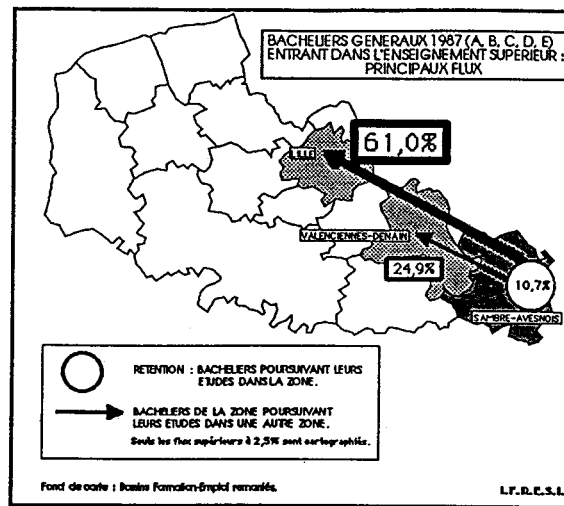 BACHELIERS GENERAUX 1987 (A, B, C, D, E)
ENTRANT DANS L'ENSEIGNEMENT SUPERIEUR :
PRINCIPAUX FLUX
61,0%
LILLE
VALENCIENNES-DENAIN
24,9%
10,7%
SAMBRE-AVESNOIS
RETENTION : BACHELIERS POURSUIVANT LEURS
ETUDES DANS LA ZONE.
BACHELIERS DE LA ZONE POURSUIVANT
LEURS ETUDES DANS UNE AUTRE ZONE.
Seuls les flux supérieurs à 2,5% sont cartographiés.
Fond de carte : Bassins Formation-Emploi remaniés.
I.F.R.E.S.I.